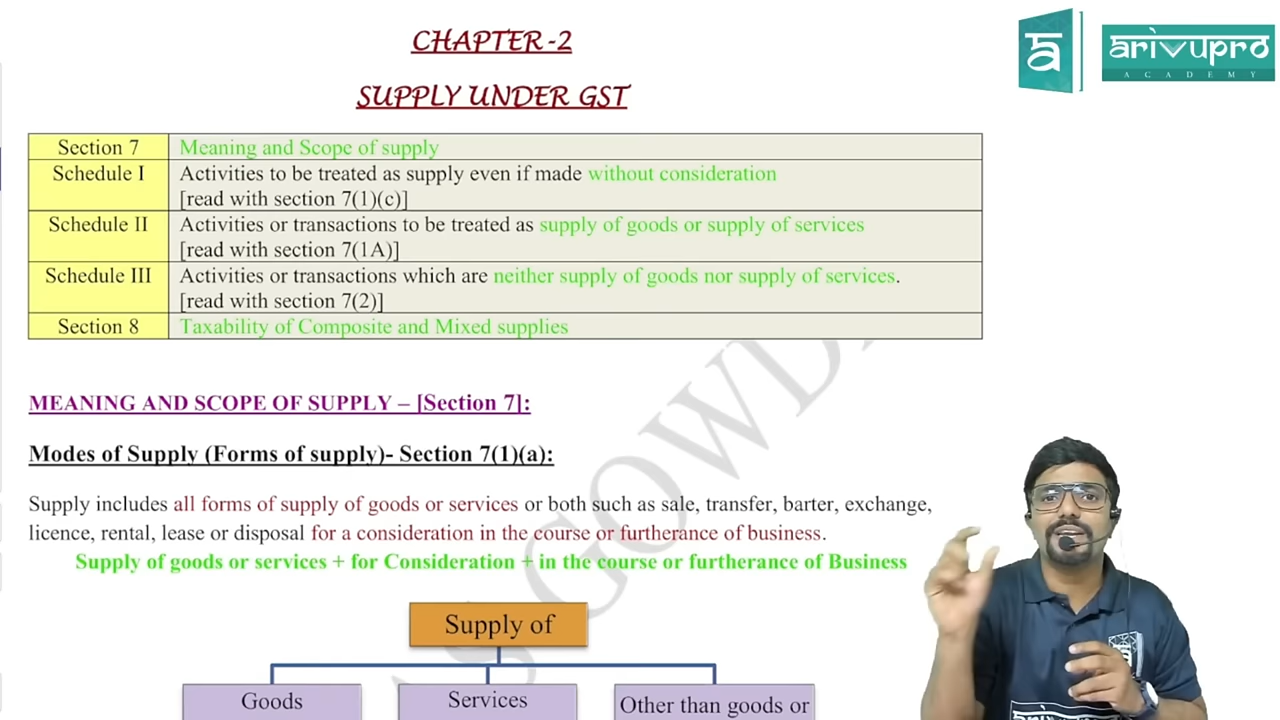 CHAPTER-2
arivupro
ACADEMY
SUPPLY UNDER GST
Section 7 Meaning and Scope of supply
Schedule I Activities to be treated as supply even if made without consideration
[read with section 7(1)(c)]
Schedule II Activities or transactions to be treated as supply of goods or supply of services
[read with section 7(1A)]
Schedule III Activities or transactions which are neither supply of goods nor supply of services.
[read with section 7(2)]
Section 8 Taxability of Composite and Mixed supplies
MEANING AND SCOPE OF SUPPLY – [Section 7]:
Modes of Supply (Forms of supply)- Section 7(1)(a):
Supply includes all forms of supply of goods or services or both such as sale, transfer, barter, exchange,
licence, rental, lease or disposal for a consideration in the course or furtherance of business.
Supply of goods or services + for Consideration + in the course or furtherance of Business
Supply of
Goods
Services
Other than goods or